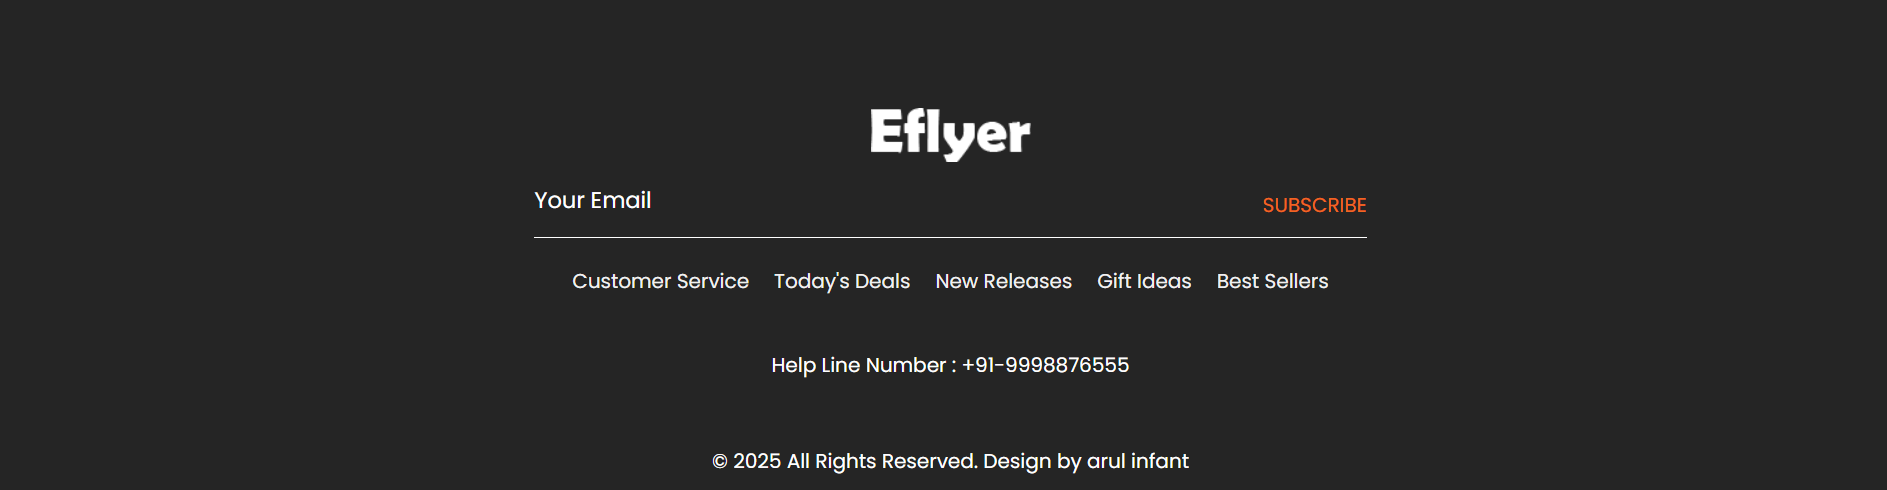 Eflyer
Your Email SUBSCRIBE
Customer Service Today's Deals New Releases Gift Ideas Best Sellers
Help Line Number : +91-9998876555
© 2025 All Rights Reserved. Design by arul infant